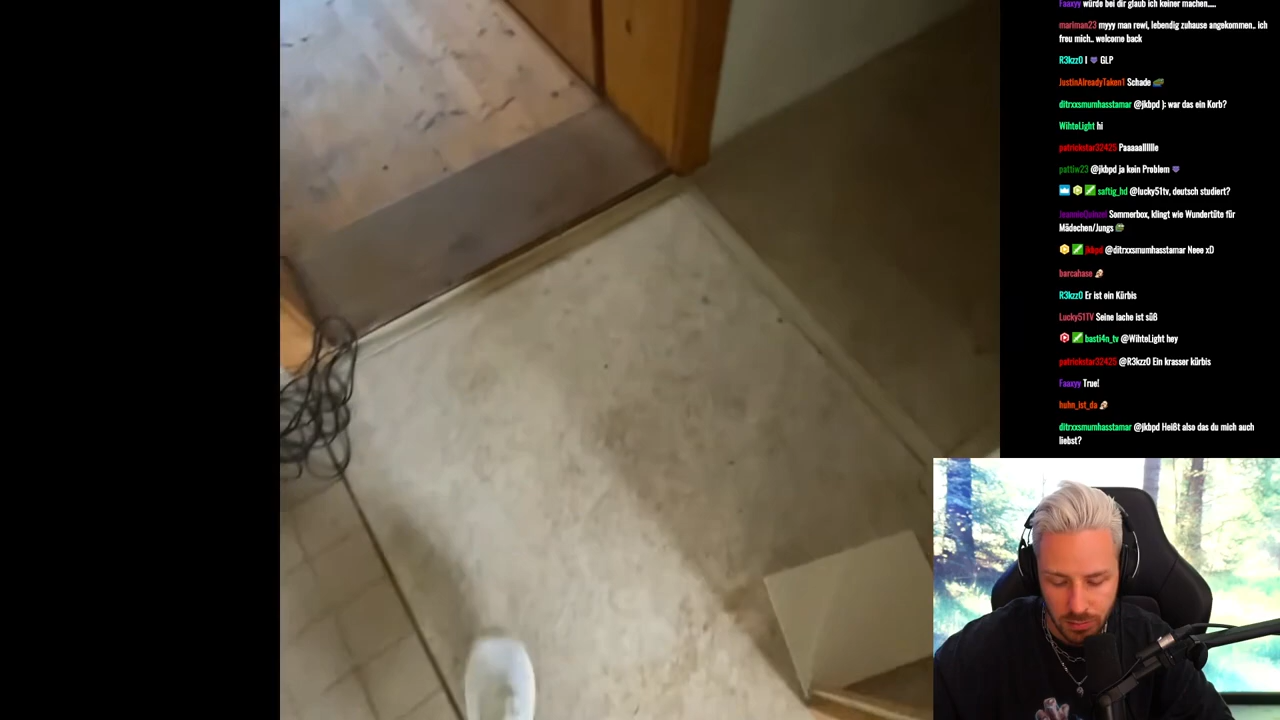 Faaxyy würde bei dir glaub ich keiner machen.....
mariman23 myyy man rewi, lebendig zuhause angekommen.. ich
freu mich.. welcome back
R3kzz0 I 💜 GLP
JustinAlreadyTaken1 Schade
ditrxxsmumhasstamar @jkbpd ): war das ein Korb?
WihteLight hi
patrickstar32425 Paaaaallllllle
pattiw23 @jkbpd ja kein Problem 💜
saftig_hd @lucky51tv, deutsch studiert?
Sommerbox, klingt wie Wundertüte für
Mädechen/Jungs
jkbpd @ditrxxsmumhasstamar Neee xD
barcahase
R3kzz0 Er ist ein Kürbis
Lucky51TV Seine lache ist süß
basti4n_tv @WihteLight hey
patrickstar32425 @R3kzz0 Ein krasser kürbis
Faaxyy True!
huhn_ist_da
ditrxxsmumhasstamar @jkbpd Heißt also das du mich auch
liebst?